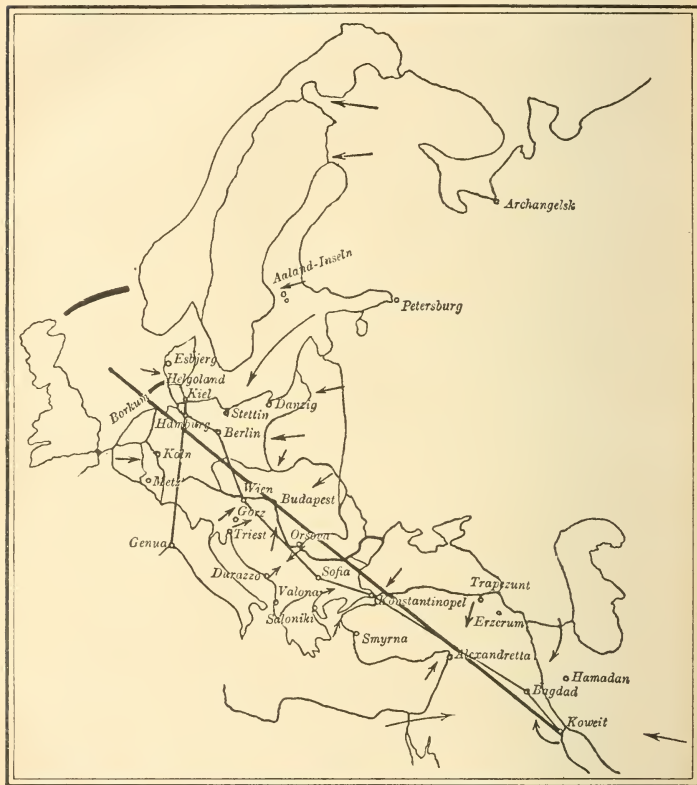 Archangelsk
Aaland-Inseln
Petersburg
Esbjerg
Helgoland
Kiel
Borkum
Stettin
Danzig
Hamburg
Berlin
Koln
Metz
Wien
Budapest
Görz
Triest
Orsova
Genua
Durazzo
Sofia
Valona
Saloniki
Konstantinopel
Trapezunt
Erzerum
Smyrna
Alexandretta
Hamadan
Bagdad
Koweit